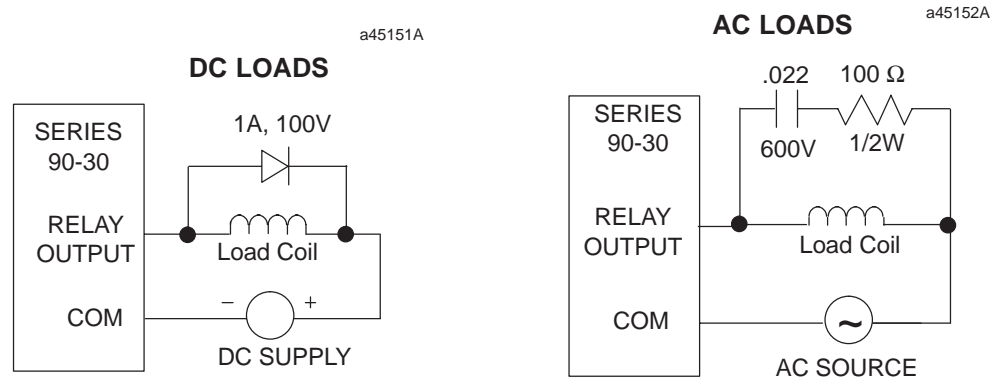 a45151A
DC LOADS
SERIES
90-30
1A, 100V
RELAY
OUTPUT
Load Coil
COM
− +
DC SUPPLY
a45152A
AC LOADS
.022 100 Ω
SERIES
90-30
600V 1/2W
RELAY
OUTPUT
Load Coil
COM
~
AC SOURCE